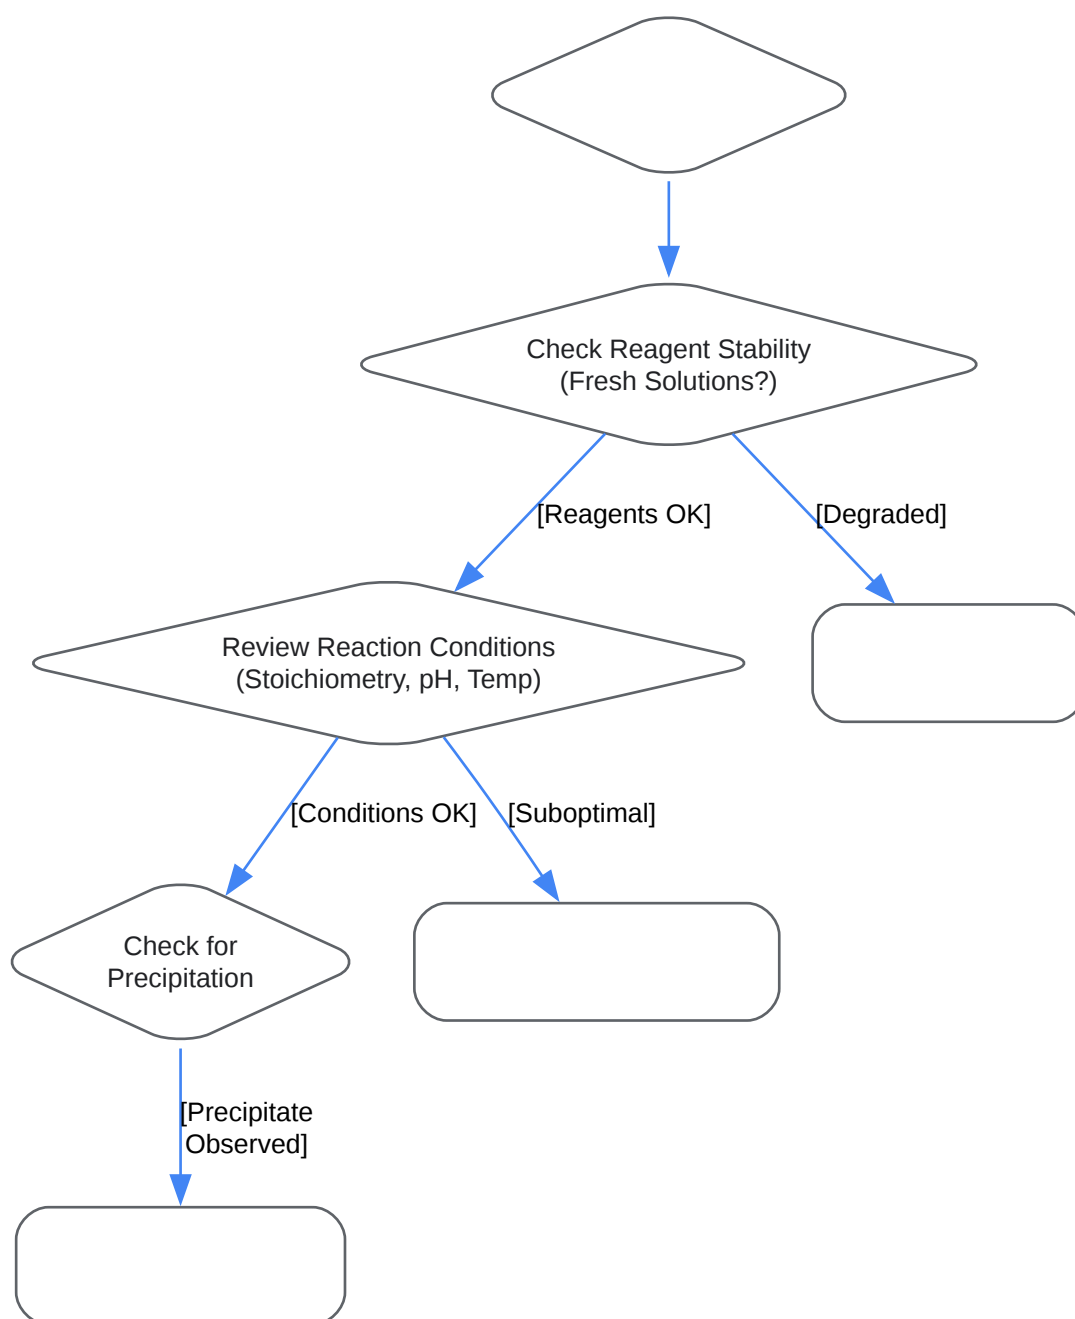 Check Reagent Stability
(Fresh Solutions?)
[Reagents OK]
[Degraded]
Review Reaction Conditions
(Stoichiometry, pH, Temp)
[Conditions OK]
[Suboptimal]
Check for
Precipitation
[Precipitate
Observed]